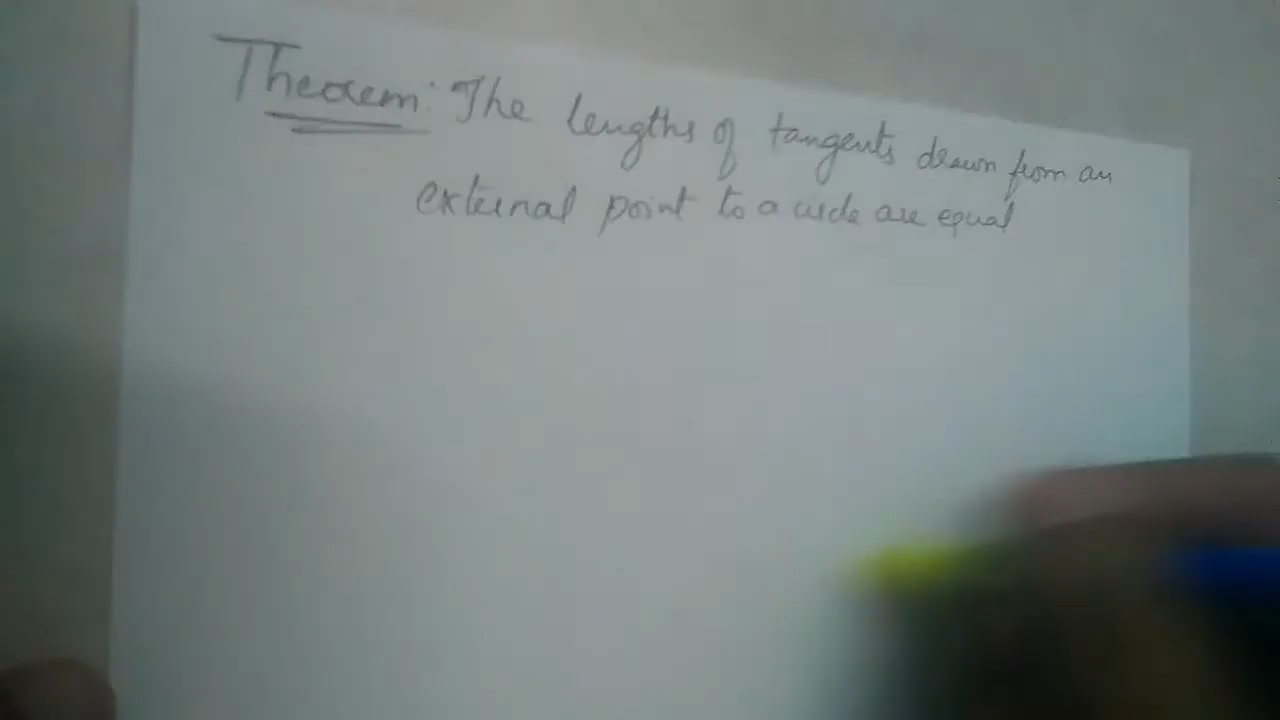 Theorem: The lengths of tangents drawn from an
external point to a circle are equal